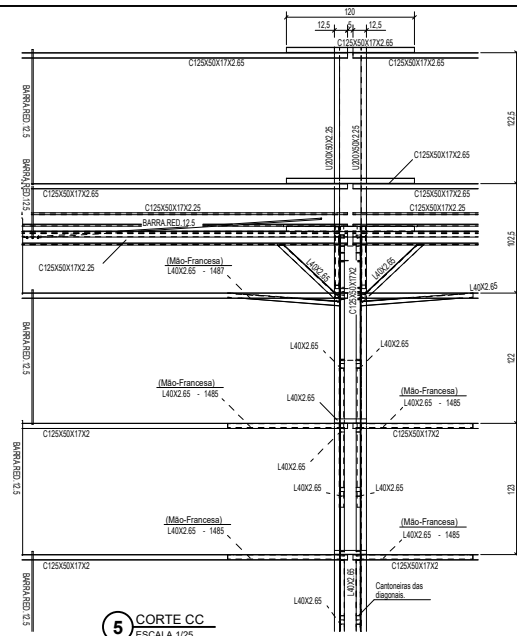 120
12,5 5 12,5
C125X50X17X2.65
C125X50X17X2.65
C125X50X17X2.65
BARRA RED. 12.5
U200X50X2.25
U200X50X2.25
122,5
C125X50X17X2.65
BARRA RED. 12.5
C125X50X17X2.65
C125X50X17X2.65
C125X50X17X2.25
C125X50X17X2.25
BARRA RED. 12.5
102,5
C125X50X17X2.25
(Mão-Francesa)
L40X2.65 - 1487
L40X2.65
C125X50X17X2
L40X2.65
L40X2.65
BARRA RED. 12.5
L40X2.65
L40X2.65
122
(Mão-Francesa)
L40X2.65 - 1485
L40X2.65
(Mão-Francesa)
L40X2.65 - 1485
C125X50X17X2
C125X50X17X2
L40X2.65
BARRA RED. 12.5
L40X2.65
L40X2.65
123
(Mão-Francesa)
L40X2.65 - 1485
(Mão-Francesa)
L40X2.65 - 1485
C125X50X17X2
C125X50X17X2
BARRA RED. 12.5
L40X2.65
L40X2.65
Cantoneiras das
diagonais.
5 CORTE CC
ESCALA 1/25